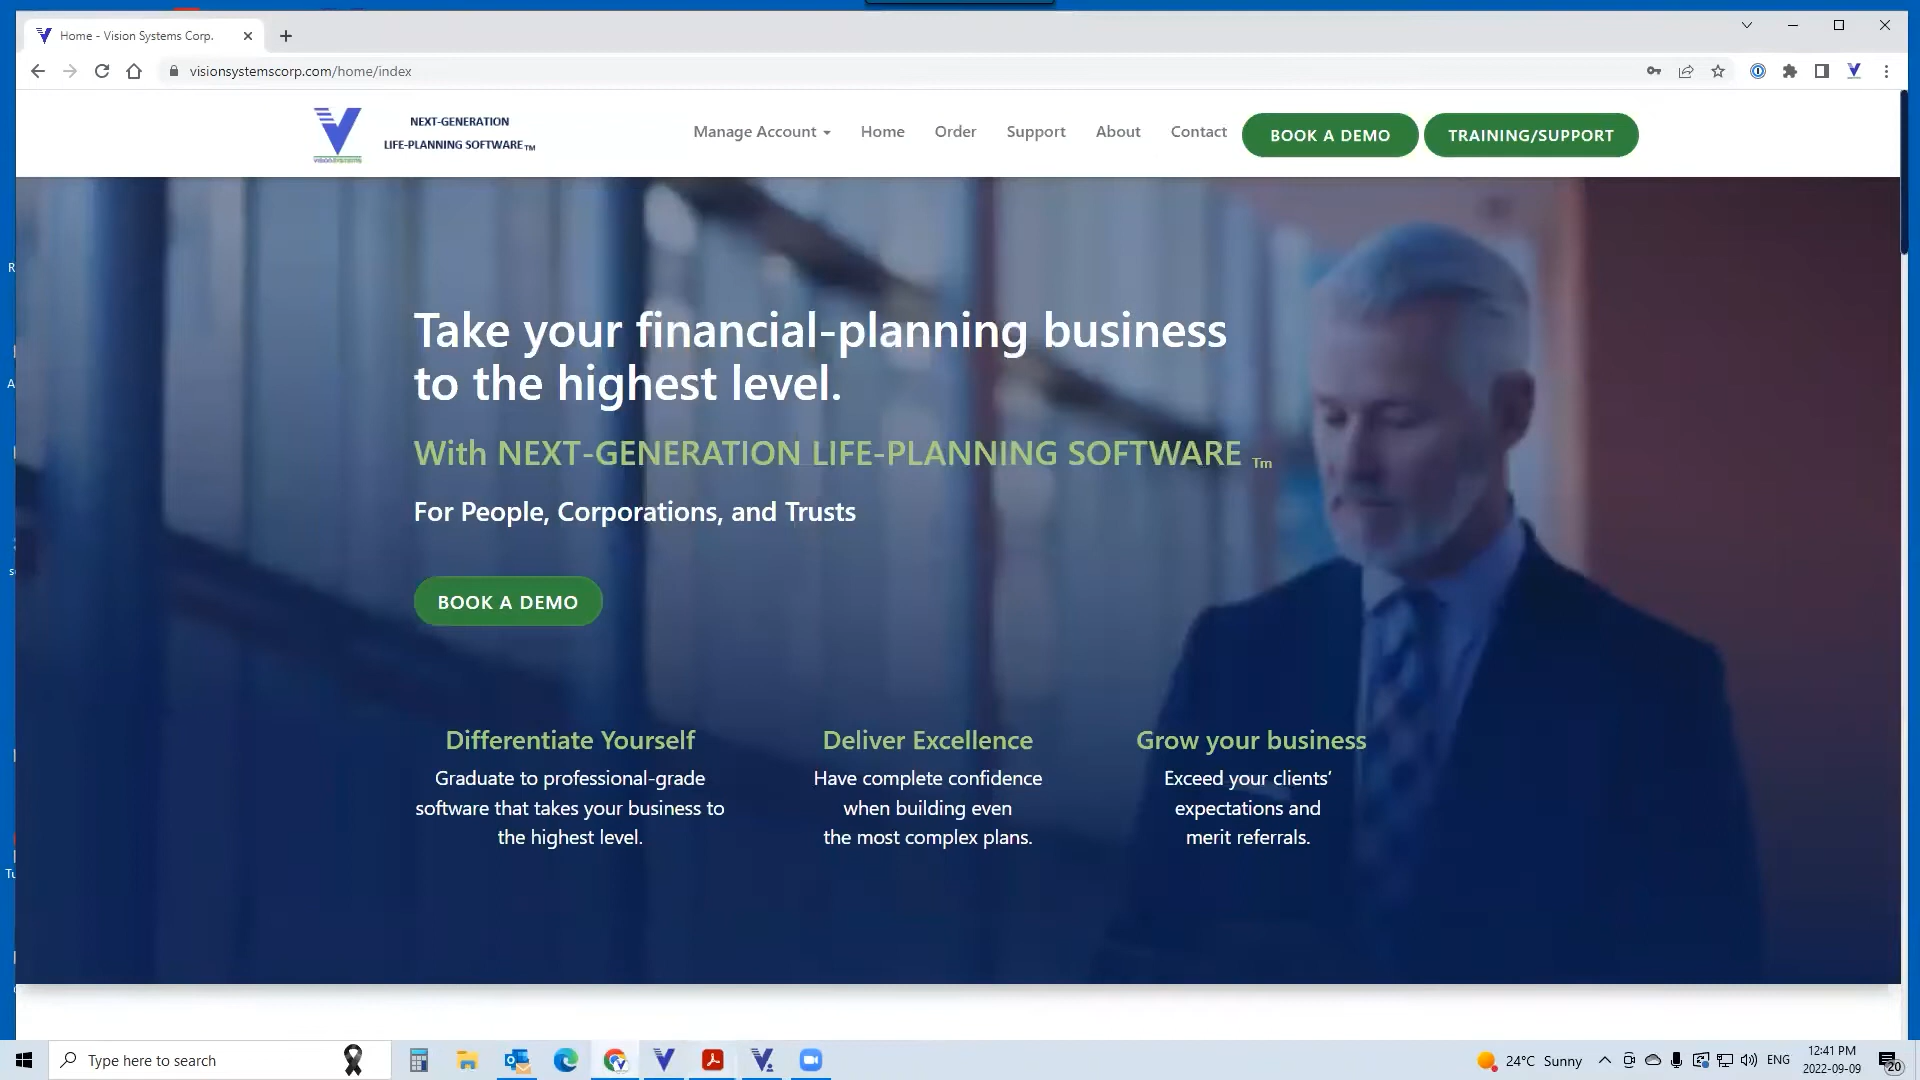 Home - Vision Systems Corp.
visionsystemscorp.com/home/index
NEXT-GENERATION
LIFE-PLANNING SOFTWARE TM
Manage Account
Home
Order
Support
About
Contact
BOOK A DEMO
TRAINING/SUPPORT
Take your financial-planning business
to the highest level.
With NEXT-GENERATION LIFE-PLANNING SOFTWARE Tm
For People, Corporations, and Trusts
BOOK A DEMO
Differentiate Yourself
Graduate to professional-grade
software that takes your business to
the highest level.
Deliver Excellence
Have complete confidence
when building even
the most complex plans.
Grow your business
Exceed your clients’
expectations and
merit referrals.
Type here to search
24°C Sunny
ENG
12:41 PM
2022-09-09
20